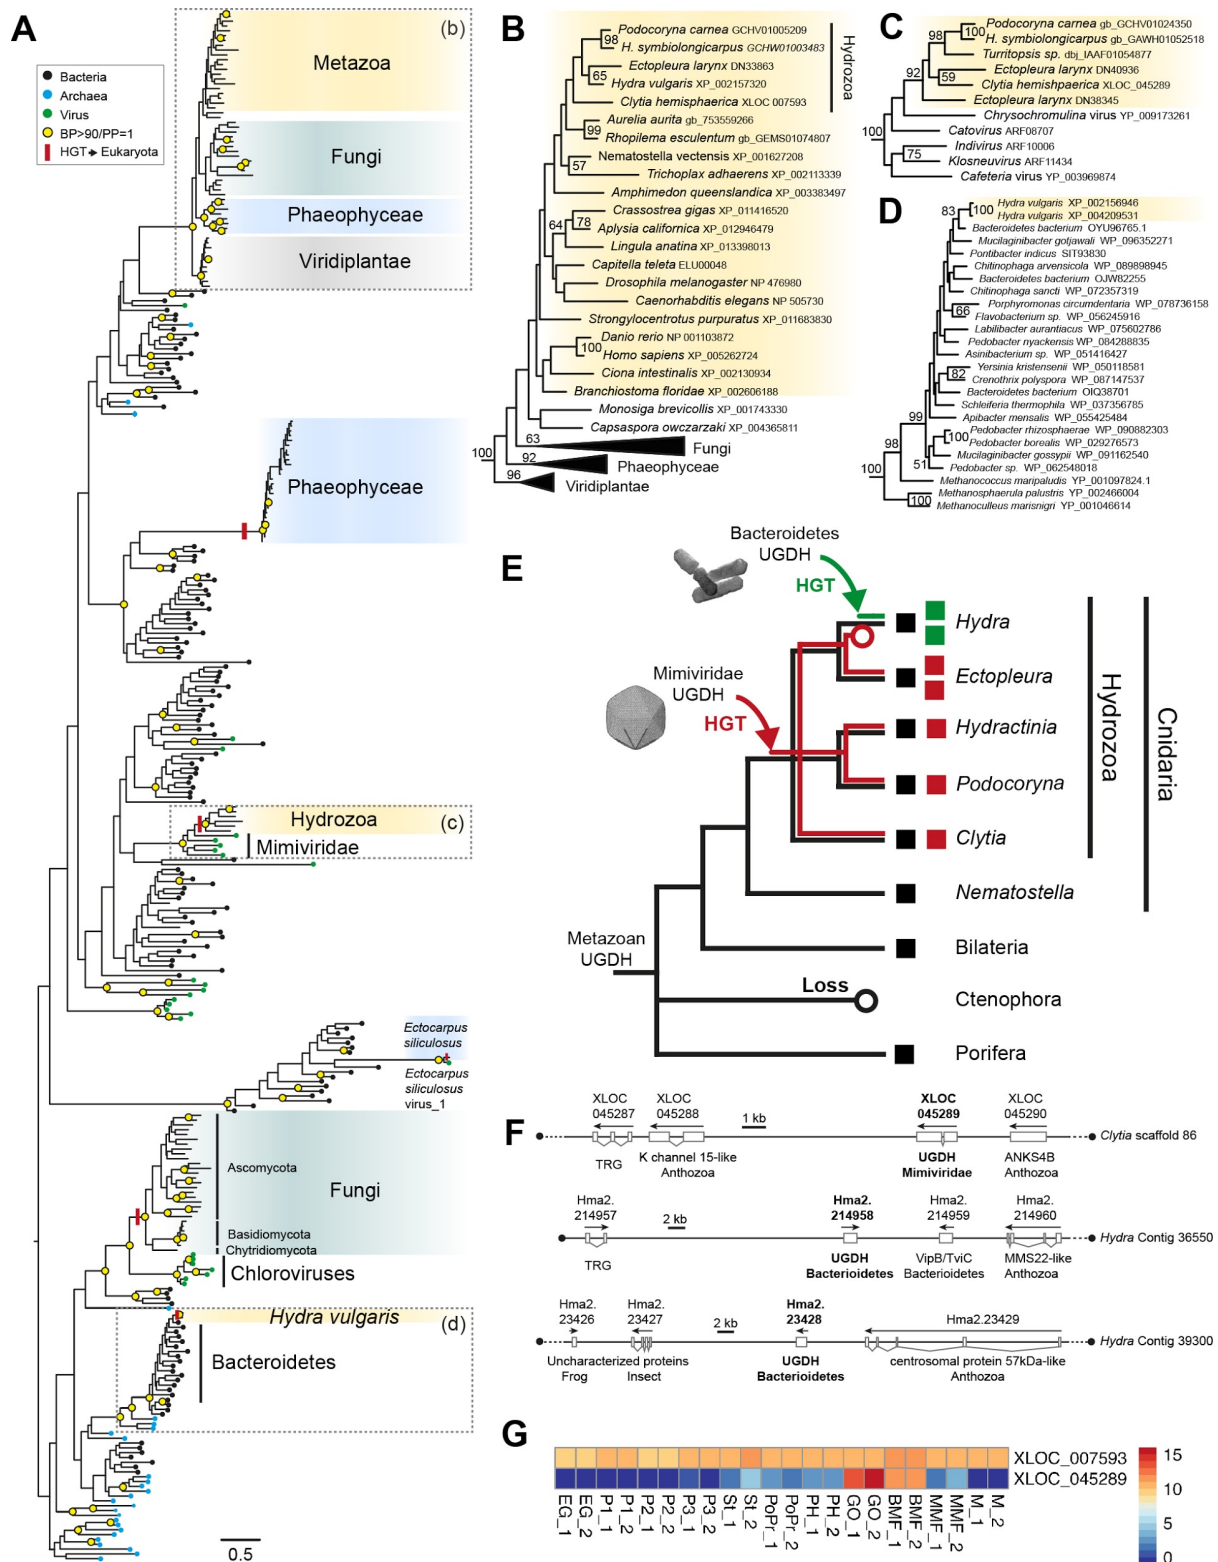 A
Bacteria
Archaea
Virus
BP>90/PP=1
HGT → Eukaryota
(b)
Metazoa
Fungi
Phaeophyceae
Viridiplantae
Phaeophyceae
Hydrozoa
(c)
Mimiviridae
Ectocarpus
siliculosus
Ectocarpus
siliculosus
virus_1
Ascomycota
Fungi
Basidiomycota
Chytridiomycota
Chloroviruses
Hydra vulgaris
(d)
Bacteroidetes
0.5
B
Podocoryna carnea GCHV01005209
98
H. symbiolongicarpus GCHW01003483
Ectopleura larynx DN33863
65
Hydra vulgaris XP_002157320
Clytia hemisphaerica XLOC 007593
Hydrozoa
Aurelia aurita gb_753559266
99
Rhopilema esculentum gb_GEMS01074807
Nematostella vectensis XP_001627208
57
Trichoplax adhaerens XP_002113339
Amphimedon queenslandica XP_003383497
Crassostrea gigas XP_011416520
64
78
Aplysia californica XP_012946479
Lingula anatina XP_013398013
Capitella teleta ELU00048
Drosophila melanogaster NP 476980
Caenorhabditis elegans NP 505730
Strongylocentrotus purpuratus XP_011683830
Danio rerio NP 001103872
100
Homo sapiens XP_005262724
Ciona intestinalis XP_002130934
Branchiostoma floridae XP_002606188
Monosiga brevicollis XP_001743330
Capsaspora owczarzaki XP_004365811
63
Fungi
100
92
Phaeophyceae
96
Viridiplantae
C
Podocoryna carnea gb_GCHV01024350
98
100
H. symbiolongicarpus gb_GAWH01052518
Turritopsis sp. dbj_IAAF01054877
92
Ectopleura larynx DN40936
59
Clytia hemishpaerica XLOC_045289
Ectopleura larynx DN38345
Chrysochromulina virus YP_009173261
100
Catovirus ARF08707
Indivirus ARF10006
75
Klosneuvirus ARF11434
Cafeteria virus YP_003969874
D
Hydra vulgaris XP_002156946
83
100
Hydra vulgaris XP_004209531
Bacteroidetes bacterium OYU96765.1
Mucilaginibacter gotjawali WP_096352271
Pontibacter indicus SIT93830
Chitinophaga arvensicola WP_089898945
Bacteroidetes bacterium OJW82255
Chitinophaga sancti WP_072357319
Porphyromonas circumdentaria WP_078736158
66
Flavobacterium sp. WP_056245916
Labilibacter aurantiacus WP_075602786
Pedobacter nyackensis WP_084288835
Asinibacterium sp. WP_051416427
Yersinia kristensenii WP_050118581
82
Crenothrix polyspora WP_087147537
Bacteroidetes bacterium OIQ38701
Schleiferia thermophila WP_037356785
99
Apibacter mensalis WP_055425484
Pedobacter rhizosphaerae WP_090882303
98
100
Pedobacter borealis WP_029276573
Mucilaginibacter gossypii WP_091162540
51
Pedobacter sp. WP_062548018
100
Methanococcus maripaludis WP_001097824.1
Methanosphaerula palustris YP_002466004
100
Methanoculleus marisnigri YP_001046614
E
Bacteroidetes
UGDH
HGT
Mimiviridae
UGDH
HGT
Metazoan
UGDH
Loss
Hydra
Ectopleura
Hydractinia
Podocoryna
Clytia
Nematostella
Bilateria
Ctenophora
Porifera
Hydrozoa
Cnidaria
F
XLOC
045287
XLOC
045288
1 kb
XLOC
045289
XLOC
045290
Clytia scaffold 86
TRG
K channel 15-like
Anthozoa
UGDH
Mimiviridae
ANKS4B
Anthozoa
Hma2.
214957
2 kb
Hma2.
214958
Hma2.
214959
Hma2.
214960
Hydra Contig 36550
TRG
UGDH
Bacterioidetes
VipB/TviC
Bacterioidetes
MMS22-like
Anthozoa
Hma2.
23426
Hma2.
23427
2 kb
Hma2.
23428
Hma2.23429
Hydra Contig 39300
Uncharacterized proteins
Frog
Insect
UGDH
Bacterioidetes
centrosomal protein 57kDa-like
Anthozoa
G
XLOC_007593
XLOC_045289
EG_1
EG_2
P1_1
P1_2
P2_1
P2_2
P3_1
P3_2
St_1
St_2
PoPr_1
PoPr_2
PH_1
PH_2
GO_1
GO_2
BMF_1
BMF_2
MMF_1
MMF_2
M_1
M_2
15
10
5
0